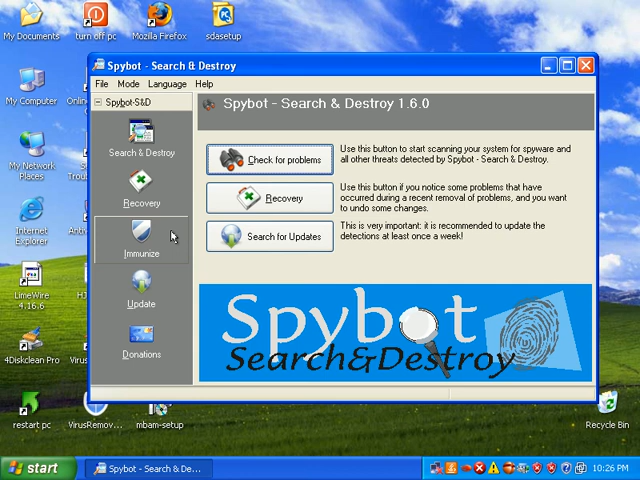 My Documents
turn off pc
Mozilla Firefox
sdasetup
Spybot - Search & Destroy
File Mode Language Help
Spybot-S&D
Spybot - Search & Destroy 1.6.0
My Computer
Search & Destroy
Check for problems
Use this button to start scanning your system for spyware and
all other threats detected by Spybot - Search & Destroy.
My Network
Places
Recovery
Recovery
Use this button if you notice some problems that have
occurred during a recent removal of problems, and you want
to undo some changes.
Internet
Explorer
Immunize
Search for Updates
This is very important: it is recommended to update the
detections at least once a week!
LimeWire
4.16.6
Update
Spybot
Search&Destroy
4Diskclean Pro
Donations
restart pc
VirusRemov...
mbam-setup
Recycle Bin
start
Spybot - Search & De...
10:26 PM